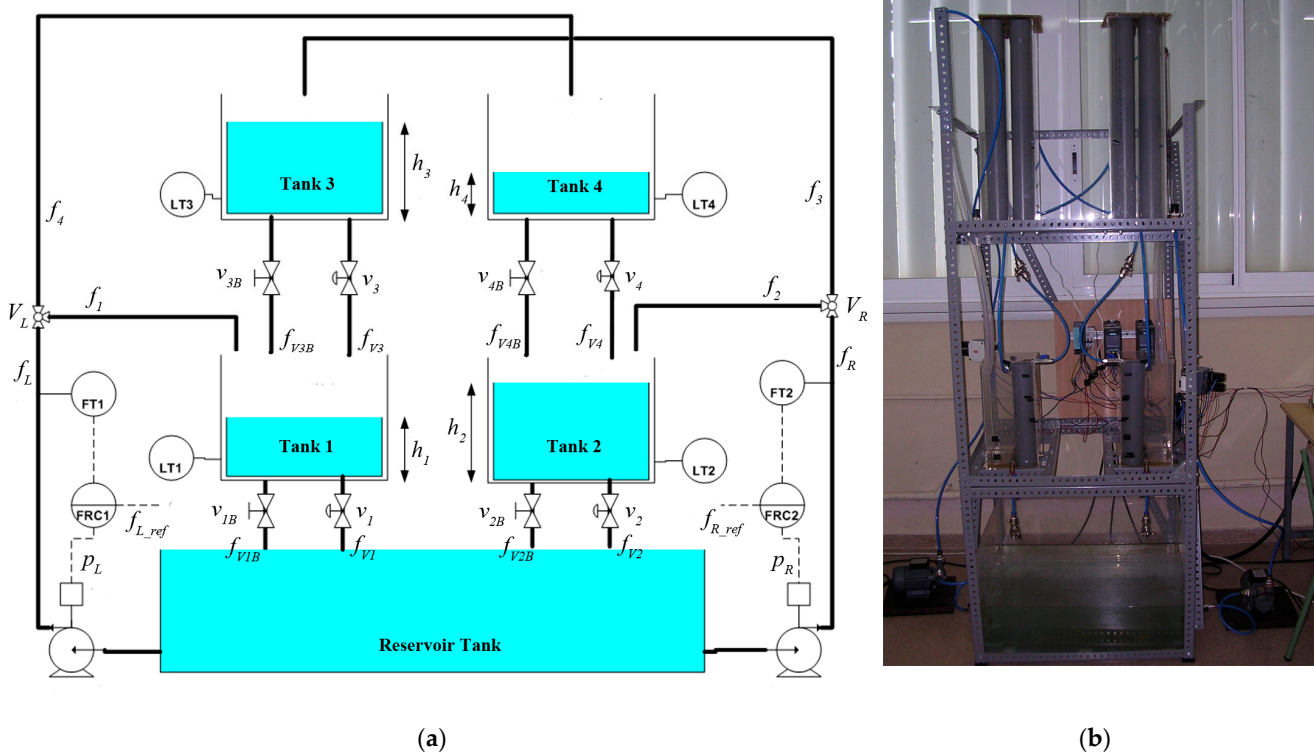 Tank 3
h3
Tank 4
h4
LT3
LT4
f4
f3
v3B
v3
v4B
v4
VL
f1
f2
VR
fV3B
fV3
fV4B
fV4
fL
fR
FT1
FT2
Tank 1
h1
h2
Tank 2
LT1
LT2
FRC1
fL_ref
v1B
v1
v2B
v2
fR_ref
FRC2
fV1B
fV1
fV2B
fV2
pL
pR
Reservoir Tank
(a)
(b)